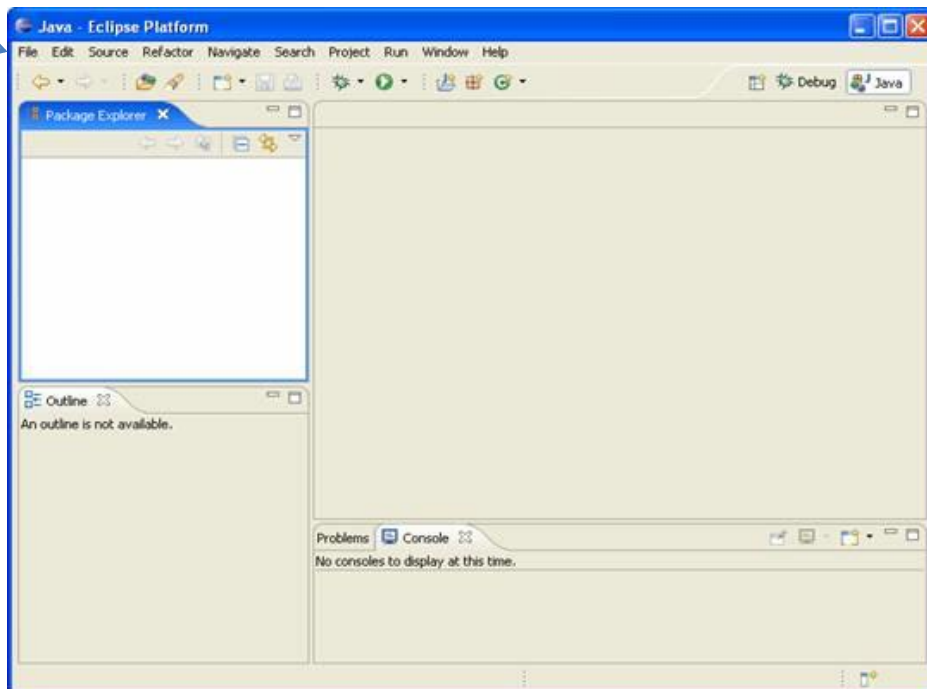 Java - Eclipse Platform
File Edit Source Refactor Navigate Search Project Run Window Help
Debug Java
Package Explorer
Outline
An outline is not available.
Problems Console
No consoles to display at this time.